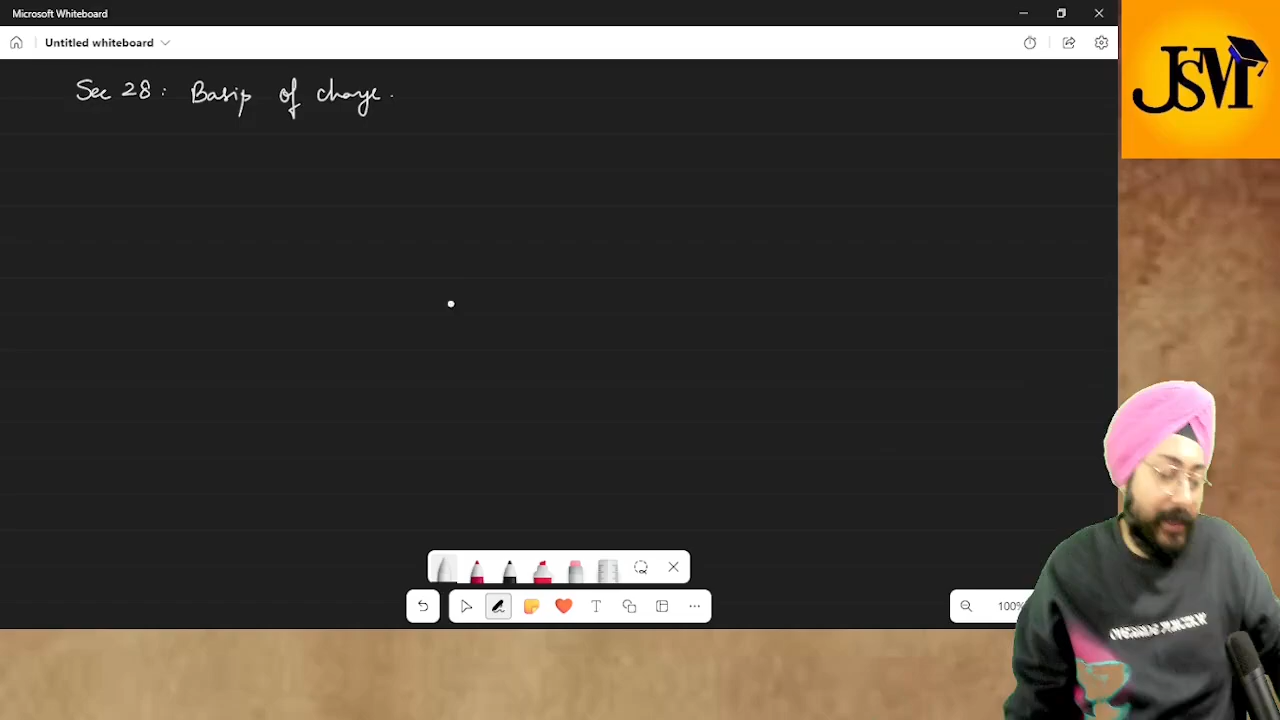 Microsoft Whiteboard
Untitled whiteboard
Sec 28: Basis of charge.
JSM
100%